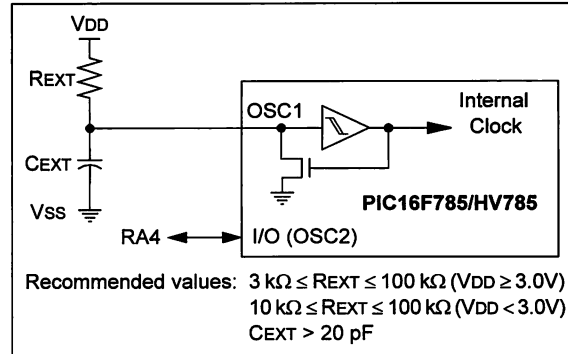 VDD
REXT
OSC1
Internal
Clock
CEXT
PIC16F785/HV785
VSS
RA4
I/O (OSC2)
Recommended values: 3 kΩ ≤ REXT ≤ 100 kΩ (VDD ≥ 3.0V)
10 kΩ ≤ REXT ≤ 100 kΩ (VDD < 3.0V)
CEXT > 20 pF